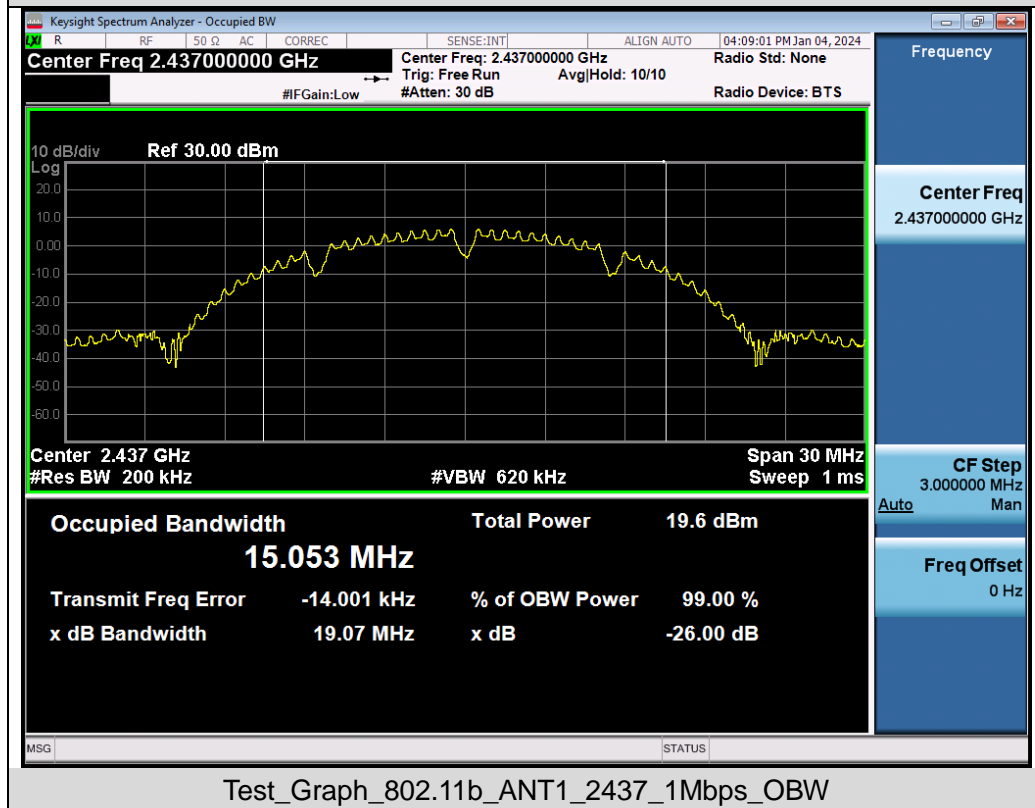 Keysight Spectrum Analyzer - Occupied BW
LXI R RF 50 Ω AC CORREC SENSE:INT ALIGN AUTO 04:09:01 PM Jan 04, 2024
Center Freq 2.437000000 GHz
Center Freq: 2.437000000 GHz
Radio Std: None
Trig: Free Run Avg|Hold: 10/10
#IFGain:Low
#Atten: 30 dB
Radio Device: BTS
10 dB/div Ref 30.00 dBm
Log
20.0
10.0
0.00
-10.0
-20.0
-30.0
-40.0
-50.0
-60.0
Center 2.437 GHz Span 30 MHz
#Res BW 200 kHz #VBW 620 kHz Sweep 1 ms
Occupied Bandwidth Total Power 19.6 dBm
15.053 MHz
Transmit Freq Error -14.001 kHz % of OBW Power 99.00 %
x dB Bandwidth 19.07 MHz x dB -26.00 dB
MSG STATUS
Frequency
Center Freq
2.437000000 GHz
CF Step
3.000000 MHz
Auto Man
Freq Offset
0 Hz
Test_Graph_802.11b_ANT1_2437_1Mbps_OBW